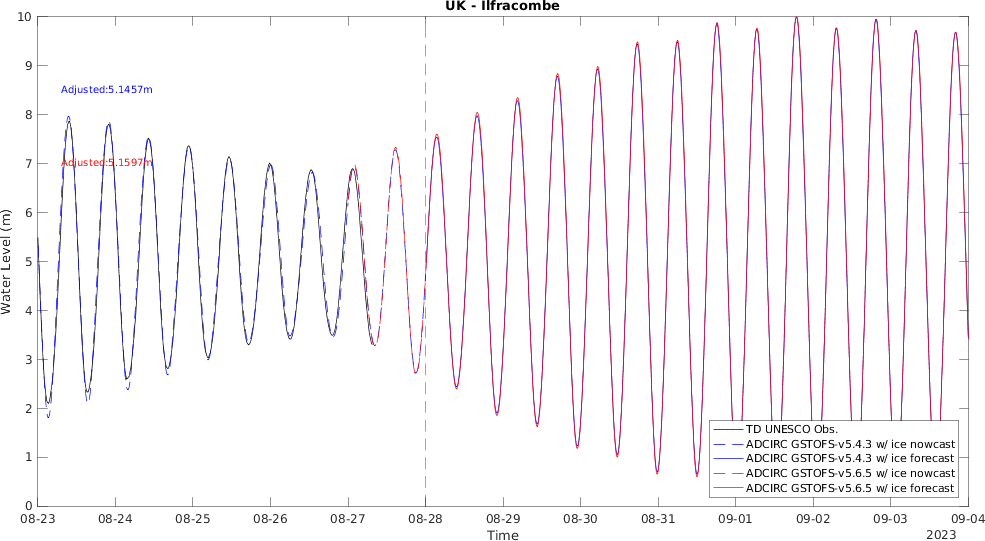 UK - Ilfracombe
10
9
8
7
6
5
4
3
2
1
0
Water Level (m)
Adjusted:5.1457m
Adjusted:5.1597m
TD UNESCO Obs.
ADCIRC GSTOFS-v5.4.3 w/ ice nowcast
ADCIRC GSTOFS-v5.4.3 w/ ice forecast
ADCIRC GSTOFS-v5.6.5 w/ ice nowcast
ADCIRC GSTOFS-v5.6.5 w/ ice forecast
08-23 08-24 08-25 08-26 08-27 08-28 08-29 08-30 08-31 09-01 09-02 09-03 09-04
Time
2023